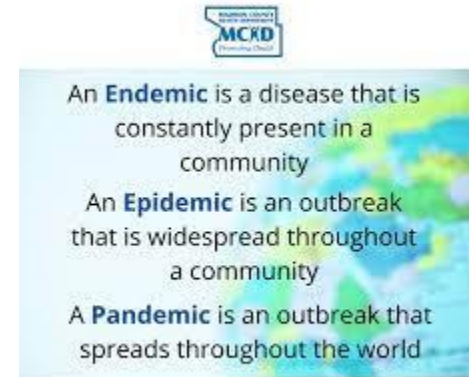 MCHD
An Endemic is a disease that is
constantly present in a
community
An Epidemic is an outbreak
that is widespread throughout
a community
A Pandemic is an outbreak that
spreads throughout the world